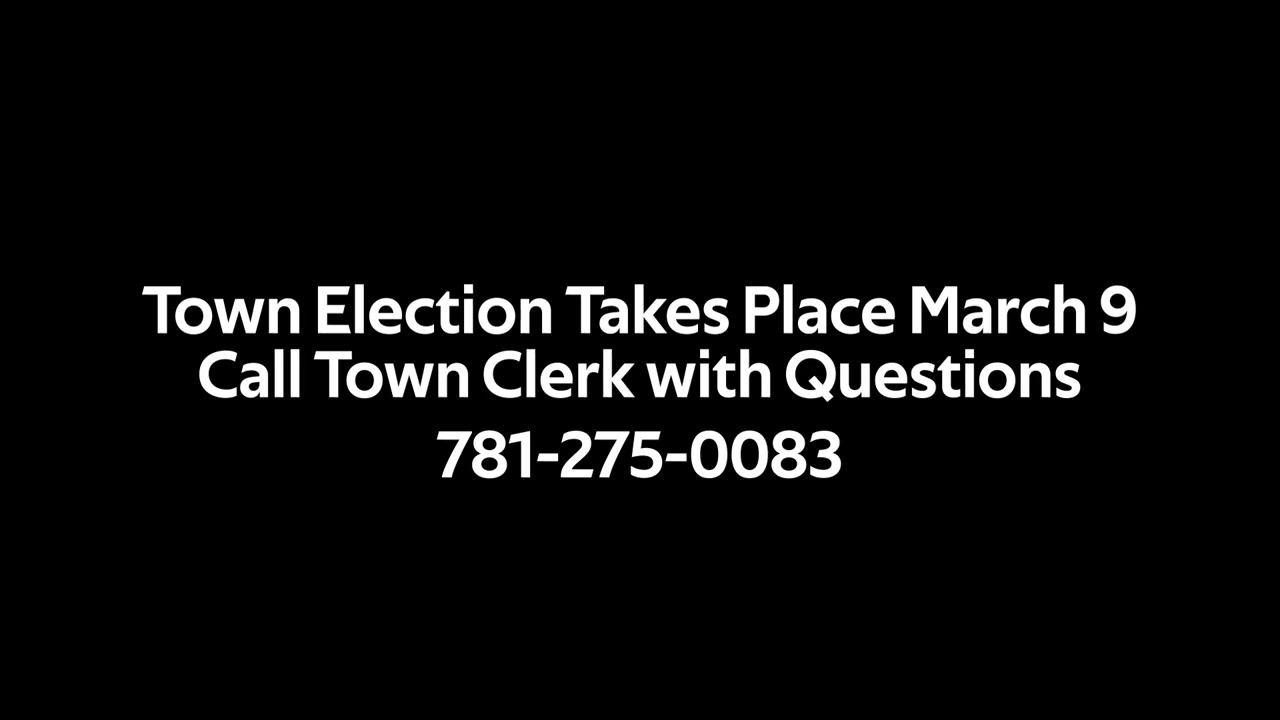 Town Election Takes Place March 9
Call Town Clerk with Questions
781-275-0083